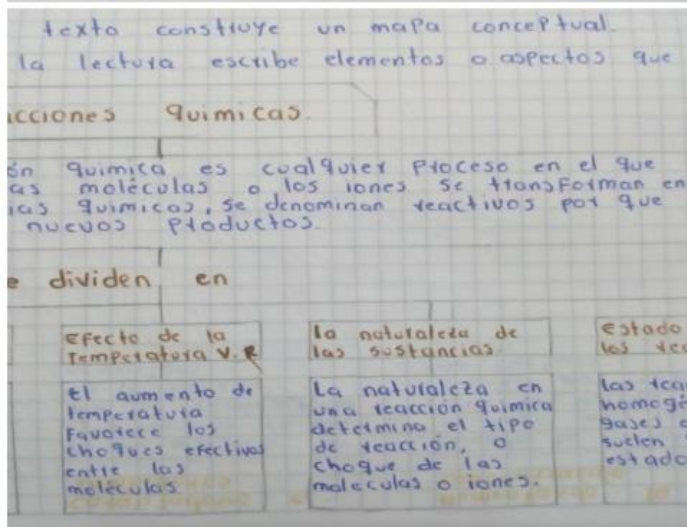 texto construye un mapa conceptual.
la lectura escribe elementos o aspectos que
acciones quimicas.
ón quimica es cualquier proceso en el que
as moléculas o los iones se transforman en
ias quimicas, se denominan reactivos por que
nuevos productos.
e dividen en
Efecto de la
Temperatura V.R
El aumento de
temperatura
Favorece los
choques efectivos
entre las
moléculas
la naturaleza de
las sustancias
La naturaleza en
una reacción quimica
determina el tipo
de reacción, o
choque de las
moleculas o iones.
Estado
los rea
las reac
homogé
gases o
suelen
estado